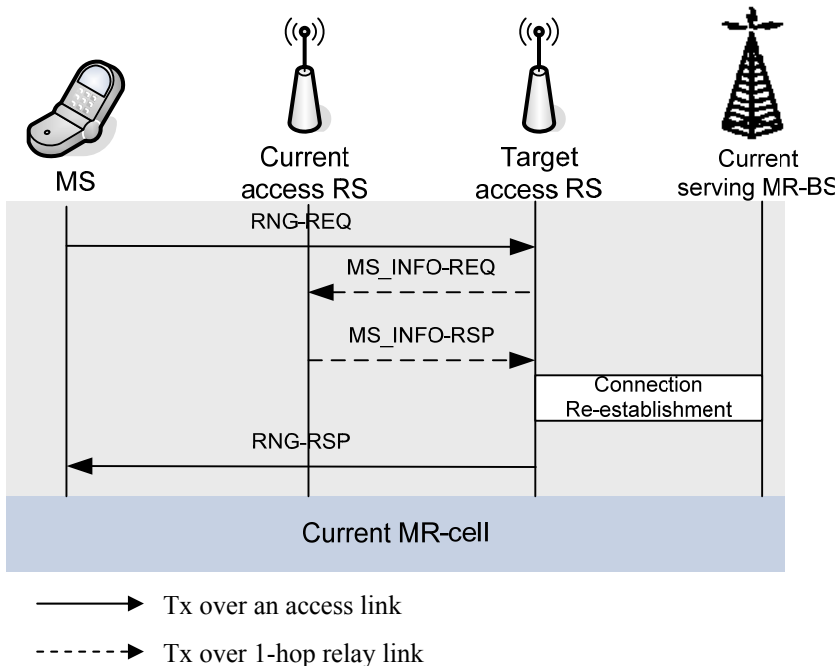 MS
Current
access RS
Target
access RS
Current
serving MR-BS
RNG-REQ
MS_INFO-REQ
MS_INFO-RSP
Connection
Re-establishment
RNG-RSP
Current MR-cell
Tx over an access link
Tx over 1-hop relay link